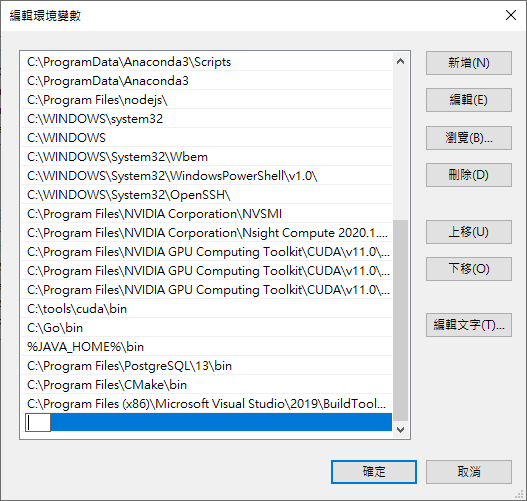 編輯環境變數
C:\ProgramData\Anaconda3\Scripts
C:\ProgramData\Anaconda3
C:\Program Files\nodejs\
C:\WINDOWS\system32
C:\WINDOWS
C:\WINDOWS\System32\Wbem
C:\WINDOWS\System32\WindowsPowerShell\v1.0\
C:\WINDOWS\System32\OpenSSH\
C:\Program Files\NVIDIA Corporation\NVSMI
C:\Program Files\NVIDIA Corporation\Nsight Compute 2020.1....
C:\Program Files\NVIDIA GPU Computing Toolkit\CUDA\v11.0\...
C:\Program Files\NVIDIA GPU Computing Toolkit\CUDA\v11.0\...
C:\Program Files\NVIDIA GPU Computing Toolkit\CUDA\v11.0\...
C:\tools\cuda\bin
C:\Go\bin
%JAVA_HOME%\bin
C:\Program Files\PostgreSQL\13\bin
C:\Program Files\CMake\bin
C:\Program Files (x86)\Microsoft Visual Studio\2019\BuildTool...
新增(N)
編輯(E)
瀏覽(B)...
刪除(D)
上移(U)
下移(O)
編輯文字(T)...
確定
取消